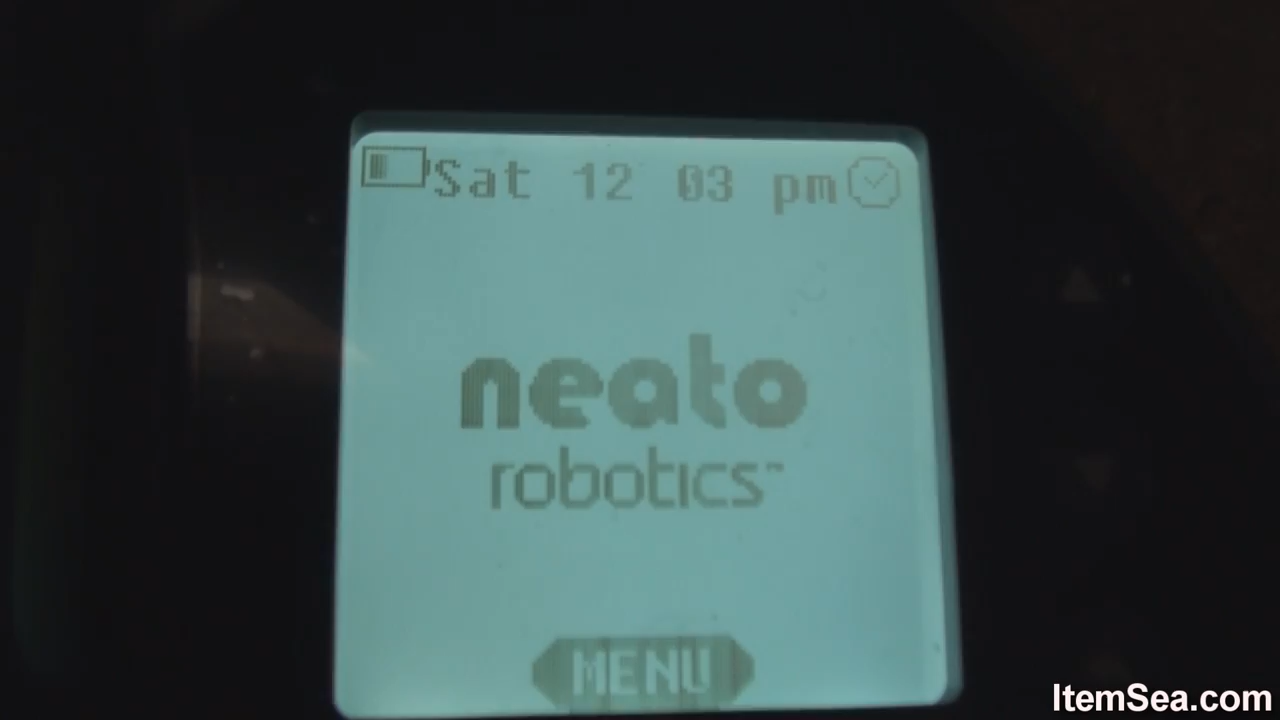 Sat 12 03 pm
neato
robotics™
MENU
ItemSea.com